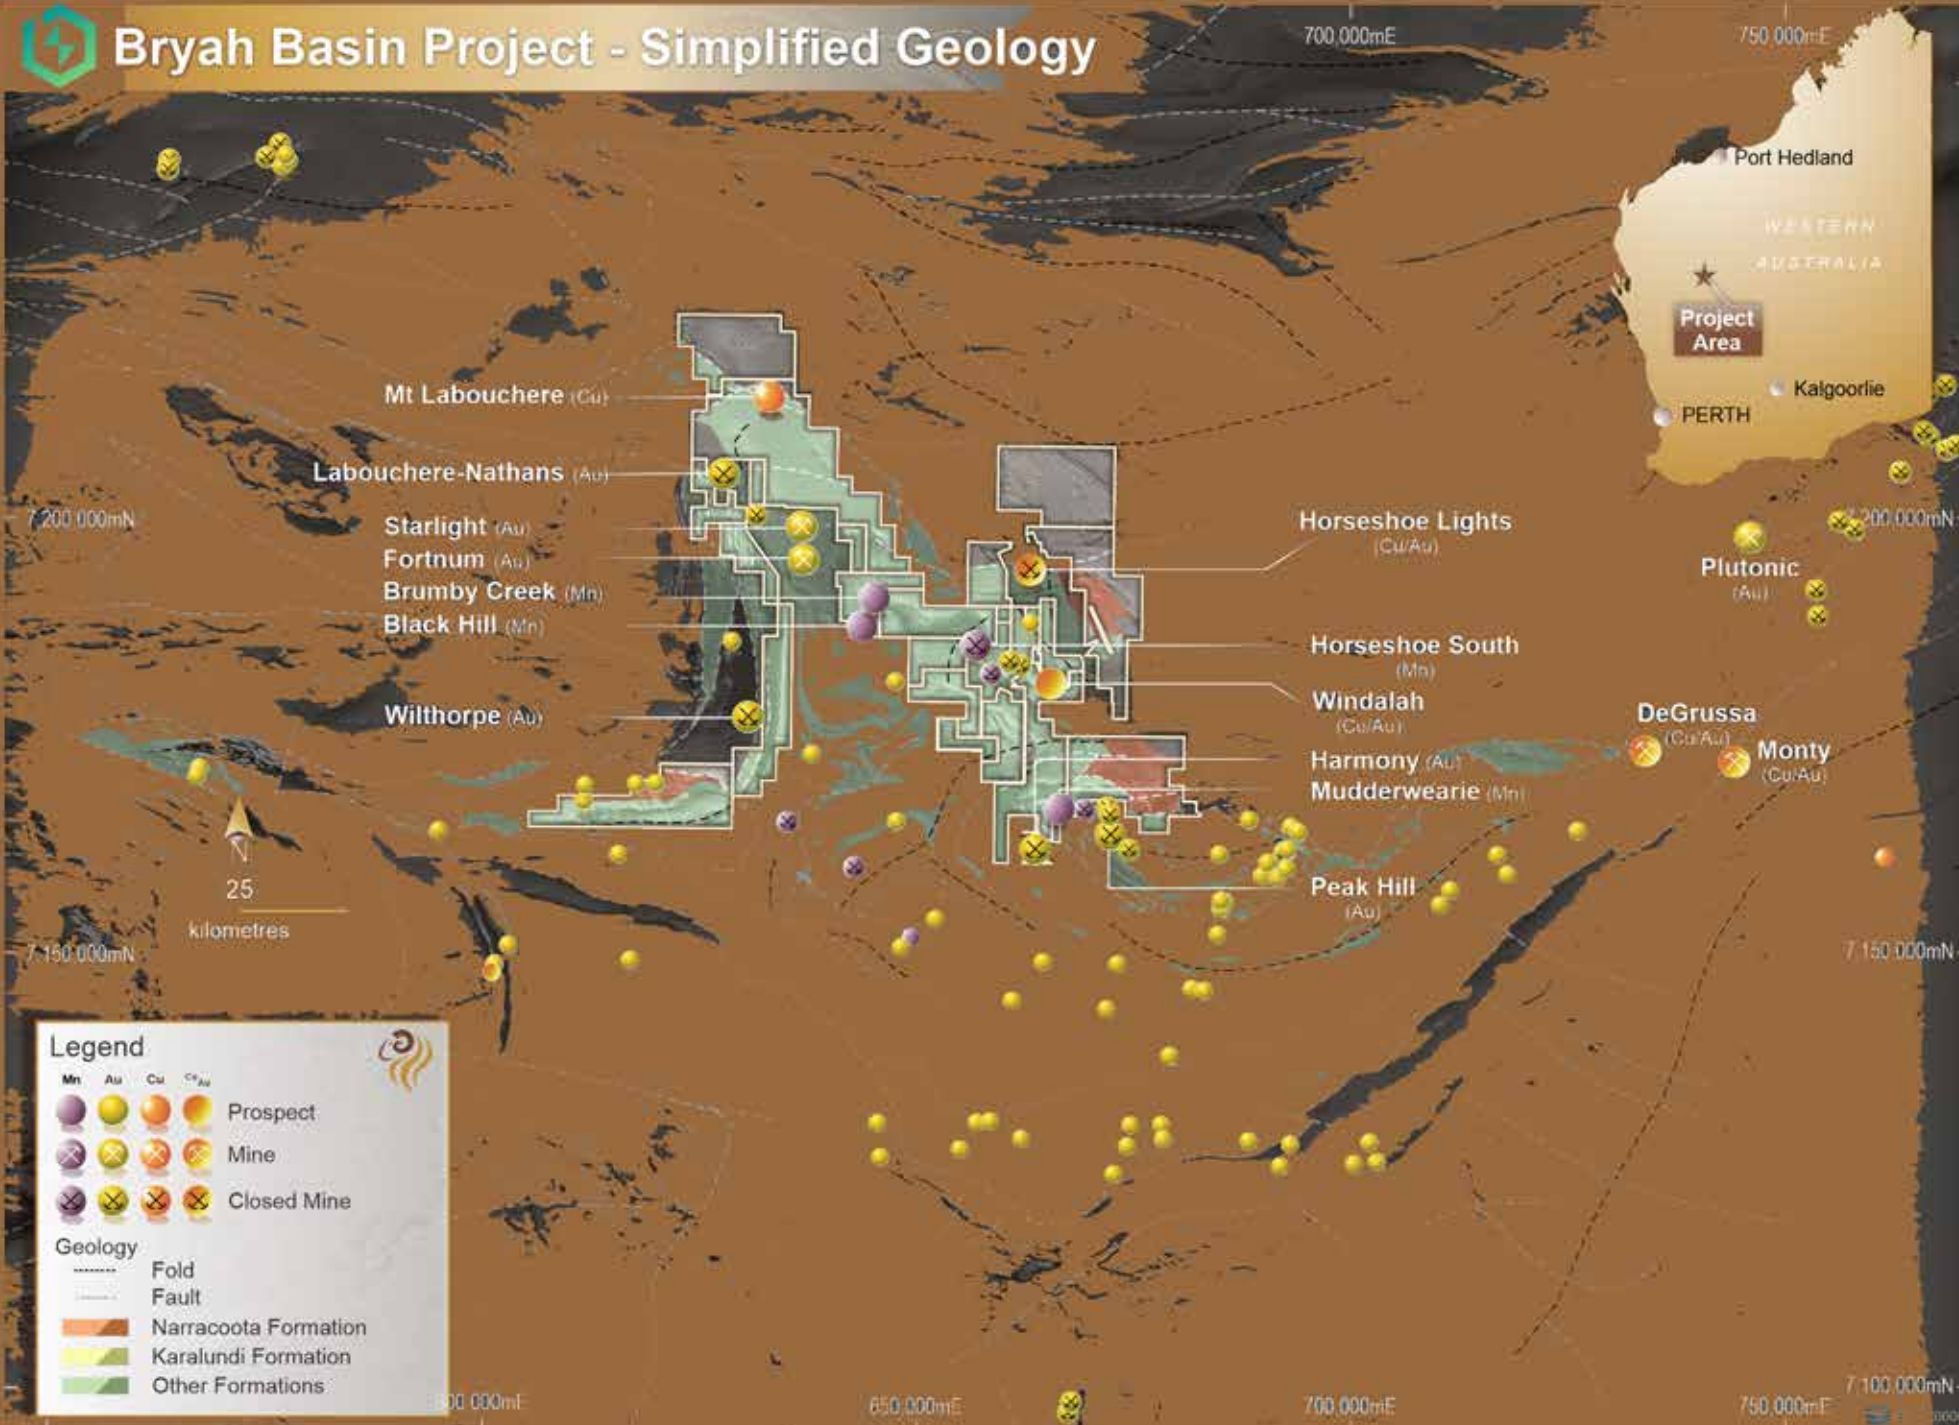 Bryah Basin Project - Simplified Geology
700,000mE
750 000mE
Port Hedland
WESTERN
AUSTRALIA
Project
Area
Kalgoorlie
PERTH
Mt Labouchere (Cu)
Labouchere-Nathans (Au)
7 200 000mN
Starlight (Au)
Fortnum (Au)
Brumby Creek (Mn)
Black Hill (Mn)
Wilthorpe (Au)
Horseshoe Lights
(Cu/Au)
200,000mN
Plutonic
(Au)
Horseshoe South
(Mn)
Windalah
(Cu/Au)
DeGrussa
(Cu/Au)
Monty
(Cu/Au)
Harmony (Au)
Mudderwearie (Mn)
Peak Hill
(Au)
N
25
kilometres
7 150 000mN
7 150 000mN
Legend
Mn Au Cu Cu Au
Prospect
Mine
Closed Mine
Geology
Fold
Fault
Narracoota Formation
Karalundi Formation
Other Formations
00 000mE
650 000mE
700 000mE
750 000mE
7 100 000mN